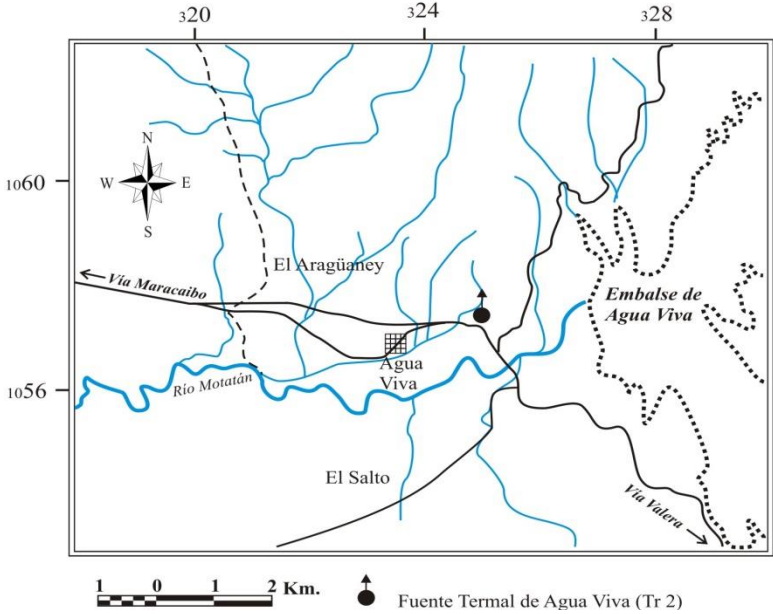 320 324 328
1060
N
W E
S
El Aragüaney
Vía Maracaibo
Embalse de
Agua Viva
Agua
Viva
1056
Río Motatán
El Salto
Vía Valera
1 0 1 2 Km.
Fuente Termal de Agua Viva (Tr 2)